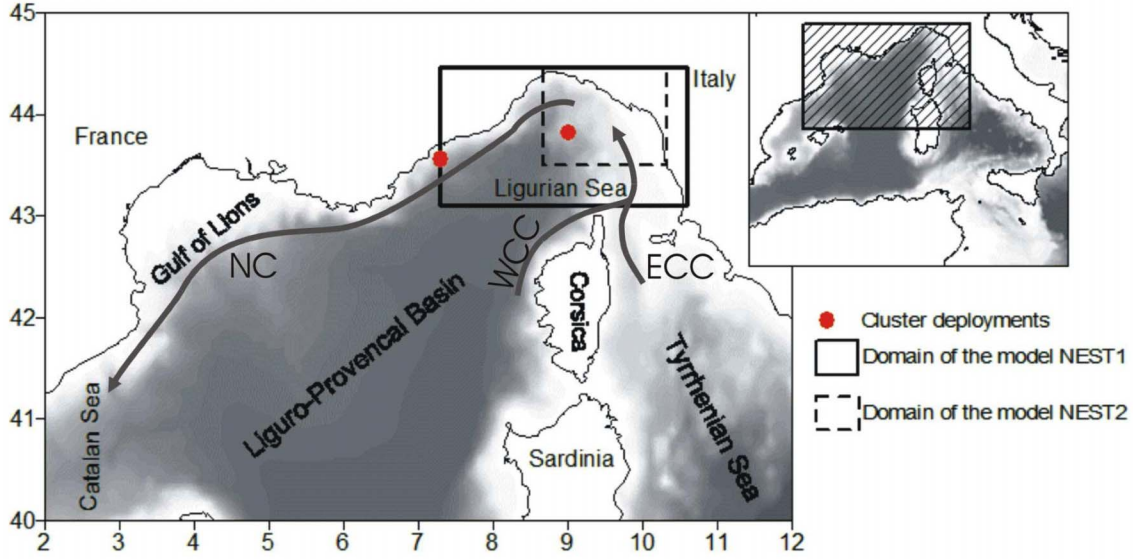 45
44
43
42
41
40
2
3
4
5
6
7
8
9
10
11
12
France
Italy
Ligurian Sea
Gulf of Lions
NC
WCC
ECC
Corsica
Liguro-Provencal Basin
Tyrrhenian Sea
Catalan Sea
Sardinia
Cluster deployments
Domain of the model NEST1
Domain of the model NEST2